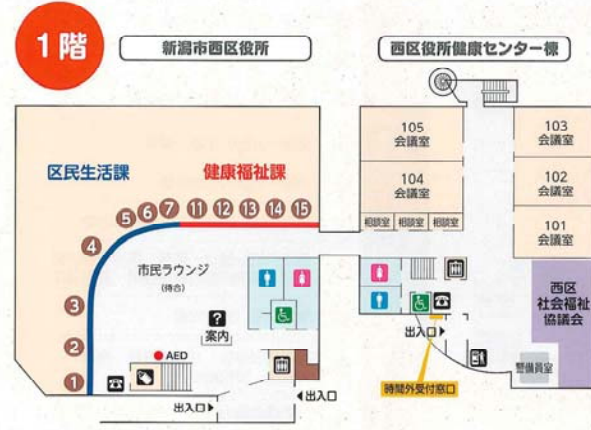 1階
新潟市西区役所
西区役所健康センター棟
区民生活課
健康福祉課
105
会議室
103
会議室
104
会議室
102
会議室
101
会議室
相談室
相談室
相談室
1
2
3
4
5
6
7
11
12
13
14
15
市民ラウンジ
(待合)
?
案内
AED
出入口
出入口
出入口
時間外受付窓口
西区
社会福祉
協議会
警備員室